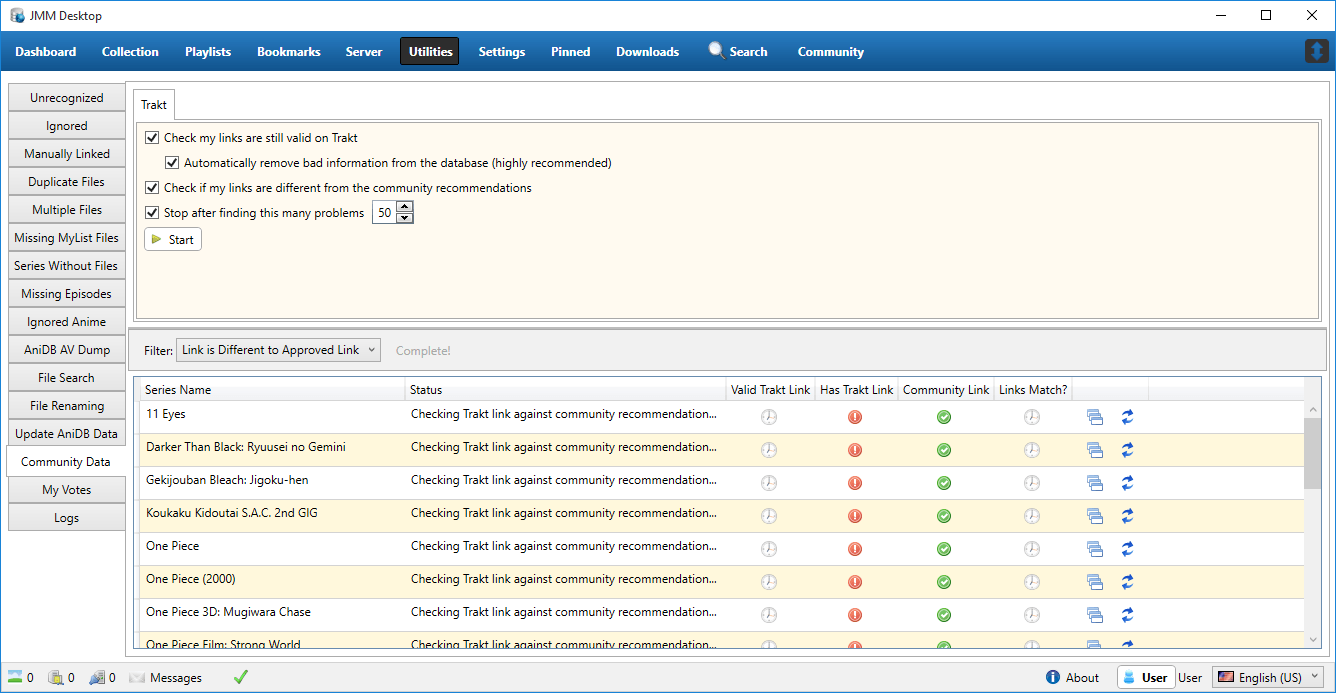 JMM Desktop
Dashboard Collection Playlists Bookmarks Server Utilities Settings Pinned Downloads Search Community
Unrecognized
Ignored
Manually Linked
Duplicate Files
Multiple Files
Missing MyList Files
Series Without Files
Missing Episodes
Ignored Anime
AniDB AV Dump
File Search
File Renaming
Update AniDB Data
Community Data
My Votes
Logs
Trakt
Check my links are still valid on Trakt
Automatically remove bad information from the database (highly recommended)
Check if my links are different from the community recommendations
Stop after finding this many problems 50
Start
Filter: Link is Different to Approved Link Complete!
Series Name Status Valid Trakt Link Has Trakt Link Community Link Links Match?
11 Eyes Checking Trakt link against community recommendation...
Darker Than Black: Ryuusei no Gemini Checking Trakt link against community recommendation...
Gekijouban Bleach: Jigoku-hen Checking Trakt link against community recommendation...
Koukaku Kidoutai S.A.C. 2nd GIG Checking Trakt link against community recommendation...
One Piece Checking Trakt link against community recommendation...
One Piece (2000) Checking Trakt link against community recommendation...
One Piece 3D: Mugiwara Chase Checking Trakt link against community recommendation...
One Piece Film: Strong World Checking Trakt link against community recommendation...
0 0 0 Messages About User User English (US)